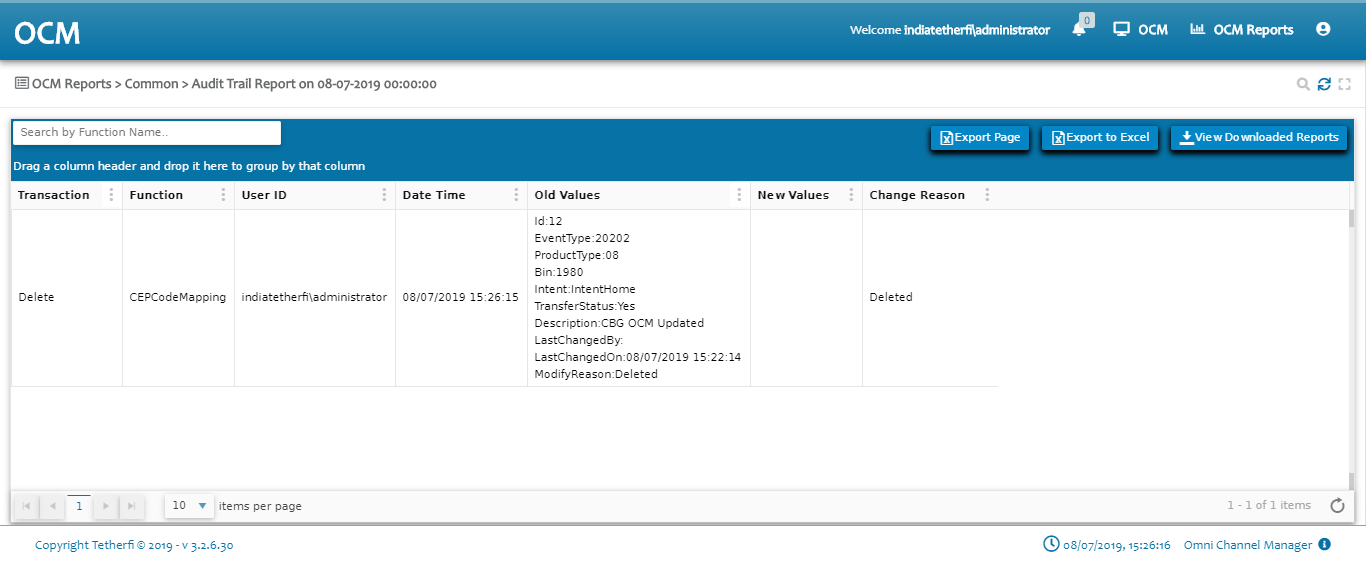 OCM
Welcome indiatetherfi\administrator
0
OCM
OCM Reports
OCM Reports > Common > Audit Trail Report on 08-07-2019 00:00:00
Search by Function Name..
Export Page
Export to Excel
View Downloaded Reports
Drag a column header and drop it here to group by that column
Transaction Function User ID Date Time Old Values New Values Change Reason
Id:12
EventType:20202
ProductType:08
Bin:1980
Intent:IntentHome
Delete CEPCodeMapping indiatetherfi\administrator 08/07/2019 15:26:15 Deleted
TransferStatus:Yes
Description:CBG OCM Updated
LastChangedBy:
LastChangedOn:08/07/2019 15:22:14
ModifyReason:Deleted
1 10 items per page 1 - 1 of 1 items
Copyright Tetherfi © 2019 - v 3.2.6.30 08/07/2019, 15:26:16 Omni Channel Manager